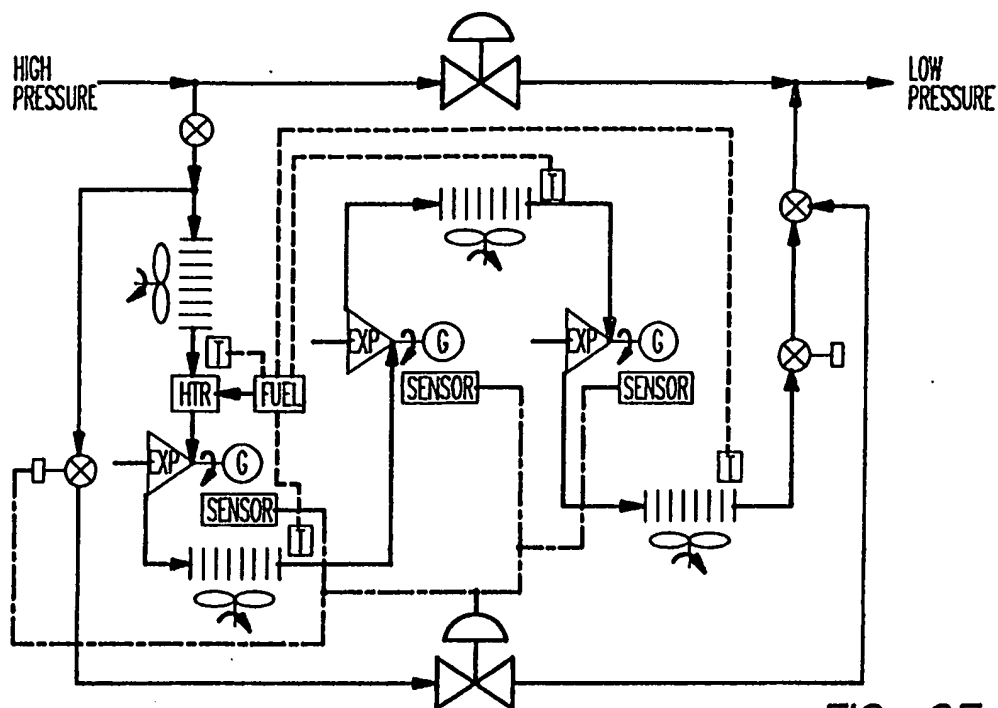 HIGH
PRESSURE
LOW
PRESSURE
T
T
HTR
FUEL
EXP
G
EXP
G
SENSOR
SENSOR
EXP
G
T
SENSOR
T